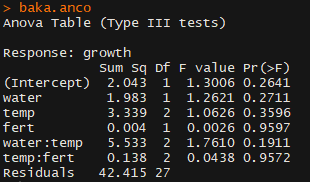 > baka.anco
Anova Table (Type III tests)
Response: growth
Sum Sq Df F value Pr(>F)
(Intercept) 2.043 1 1.3006 0.2641
water 1.983 1 1.2621 0.2711
temp 3.339 2 1.0626 0.3596
fert 0.004 1 0.0026 0.9597
water:temp 5.533 2 1.7610 0.1911
temp:fert 0.138 2 0.0438 0.9572
Residuals 42.415 27